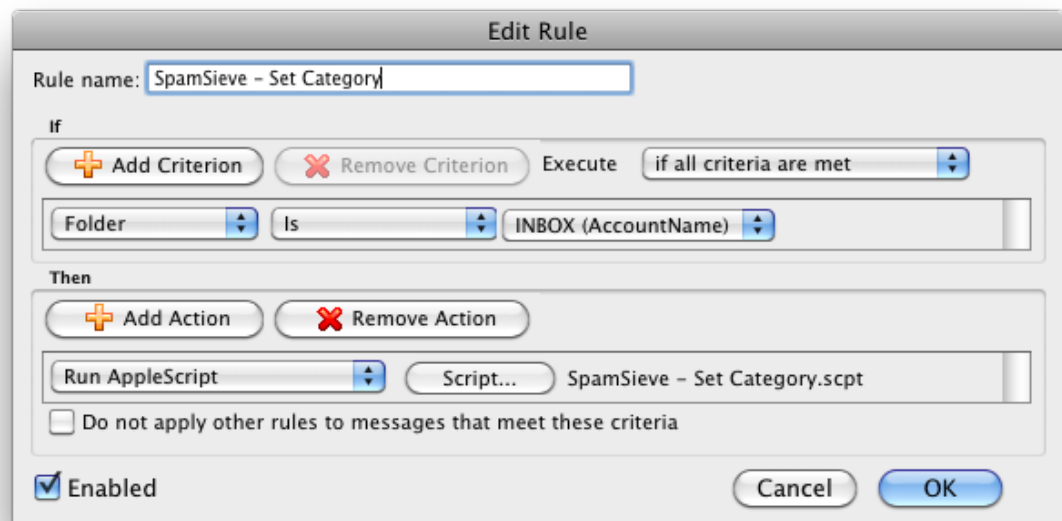 Edit Rule
Rule name: SpamSieve – Set Category
If
Add Criterion Remove Criterion Execute if all criteria are met
Folder Is INBOX (AccountName)
Then
Add Action Remove Action
Run AppleScript Script... SpamSieve – Set Category.scpt
Do not apply other rules to messages that meet these criteria
Enabled Cancel OK